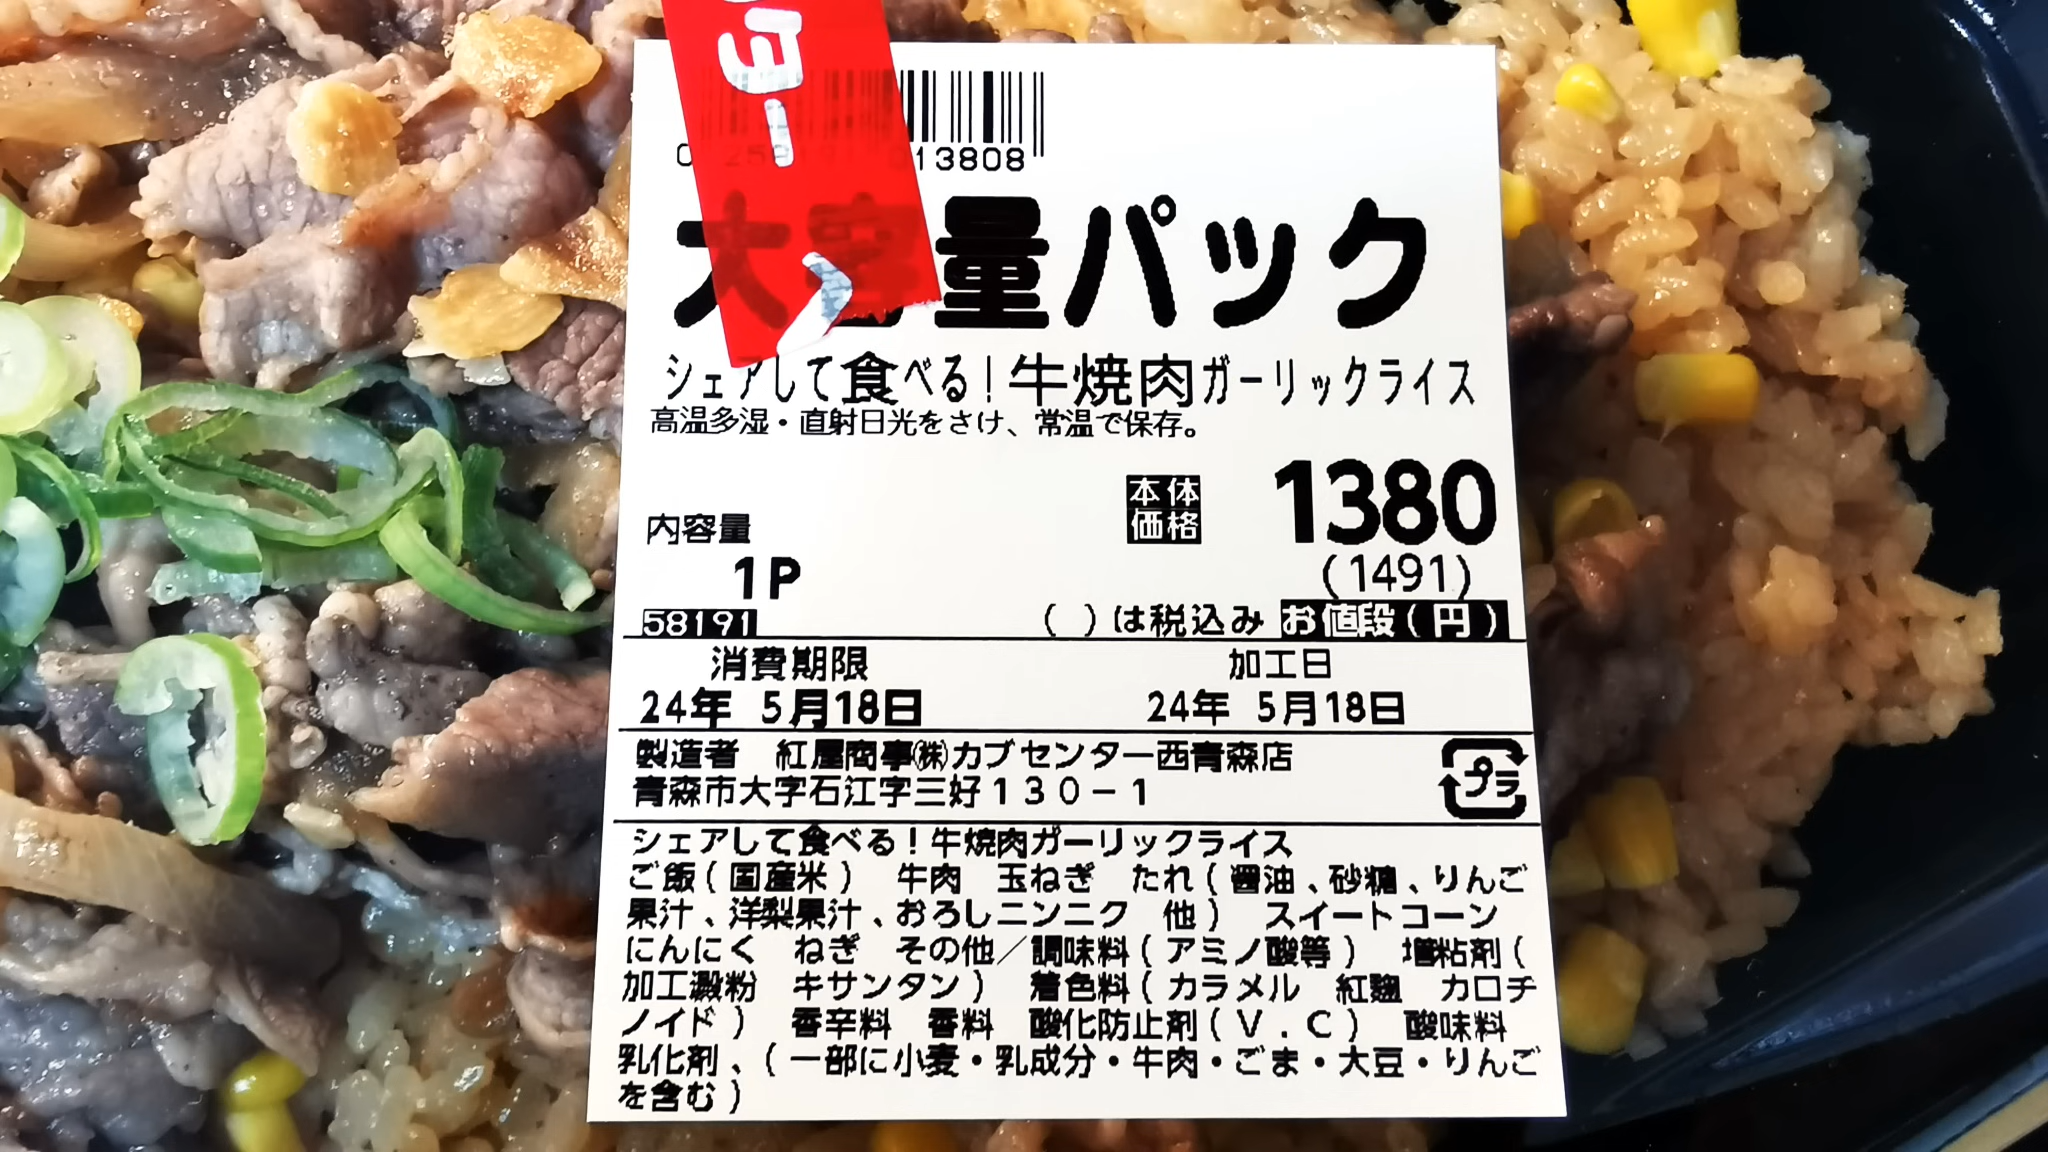 013808
大容量パック
シェアして食べる!牛焼肉ガーリックライス
高温多湿・直射日光をさけ、常温で保存。
本体価格 1380
(1491)
内容量
1P
58191 ( )は税込み お値段(円)
消費期限 加工日
24年 5月18日 24年 5月18日
製造者 紅屋商事㈱カブセンター西青森店
青森市大字石江字三好130-1
プラ
シェアして食べる!牛焼肉ガーリックライス
ご飯(国産米) 牛肉 玉ねぎ たれ(醤油、砂糖、りんご
果汁、洋梨果汁、おろしニンニク 他) スイートコーン
にんにく ねぎ その他/調味料(アミノ酸等) 増粘剤(
加工澱粉 キサンタン) 着色料(カラメル 紅麹 カロチ
ノイド) 香辛料 香料 酸化防止剤(V.C) 酸味料
乳化剤、(一部に小麦・乳成分・牛肉・ごま・大豆・りんご
を含む)